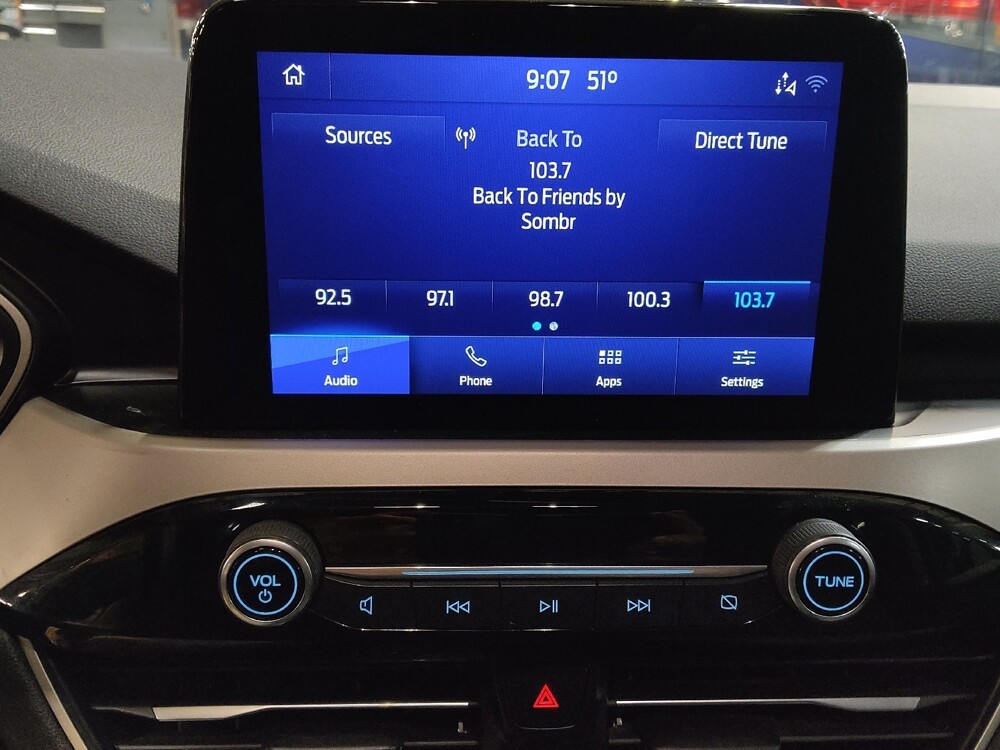 9:07 51°
Sources
Back To
Direct Tune
103.7
Back To Friends by
Sombr
92.5 97.1 98.7 100.3 103.7
Audio Phone Apps Settings
VOL
TUNE